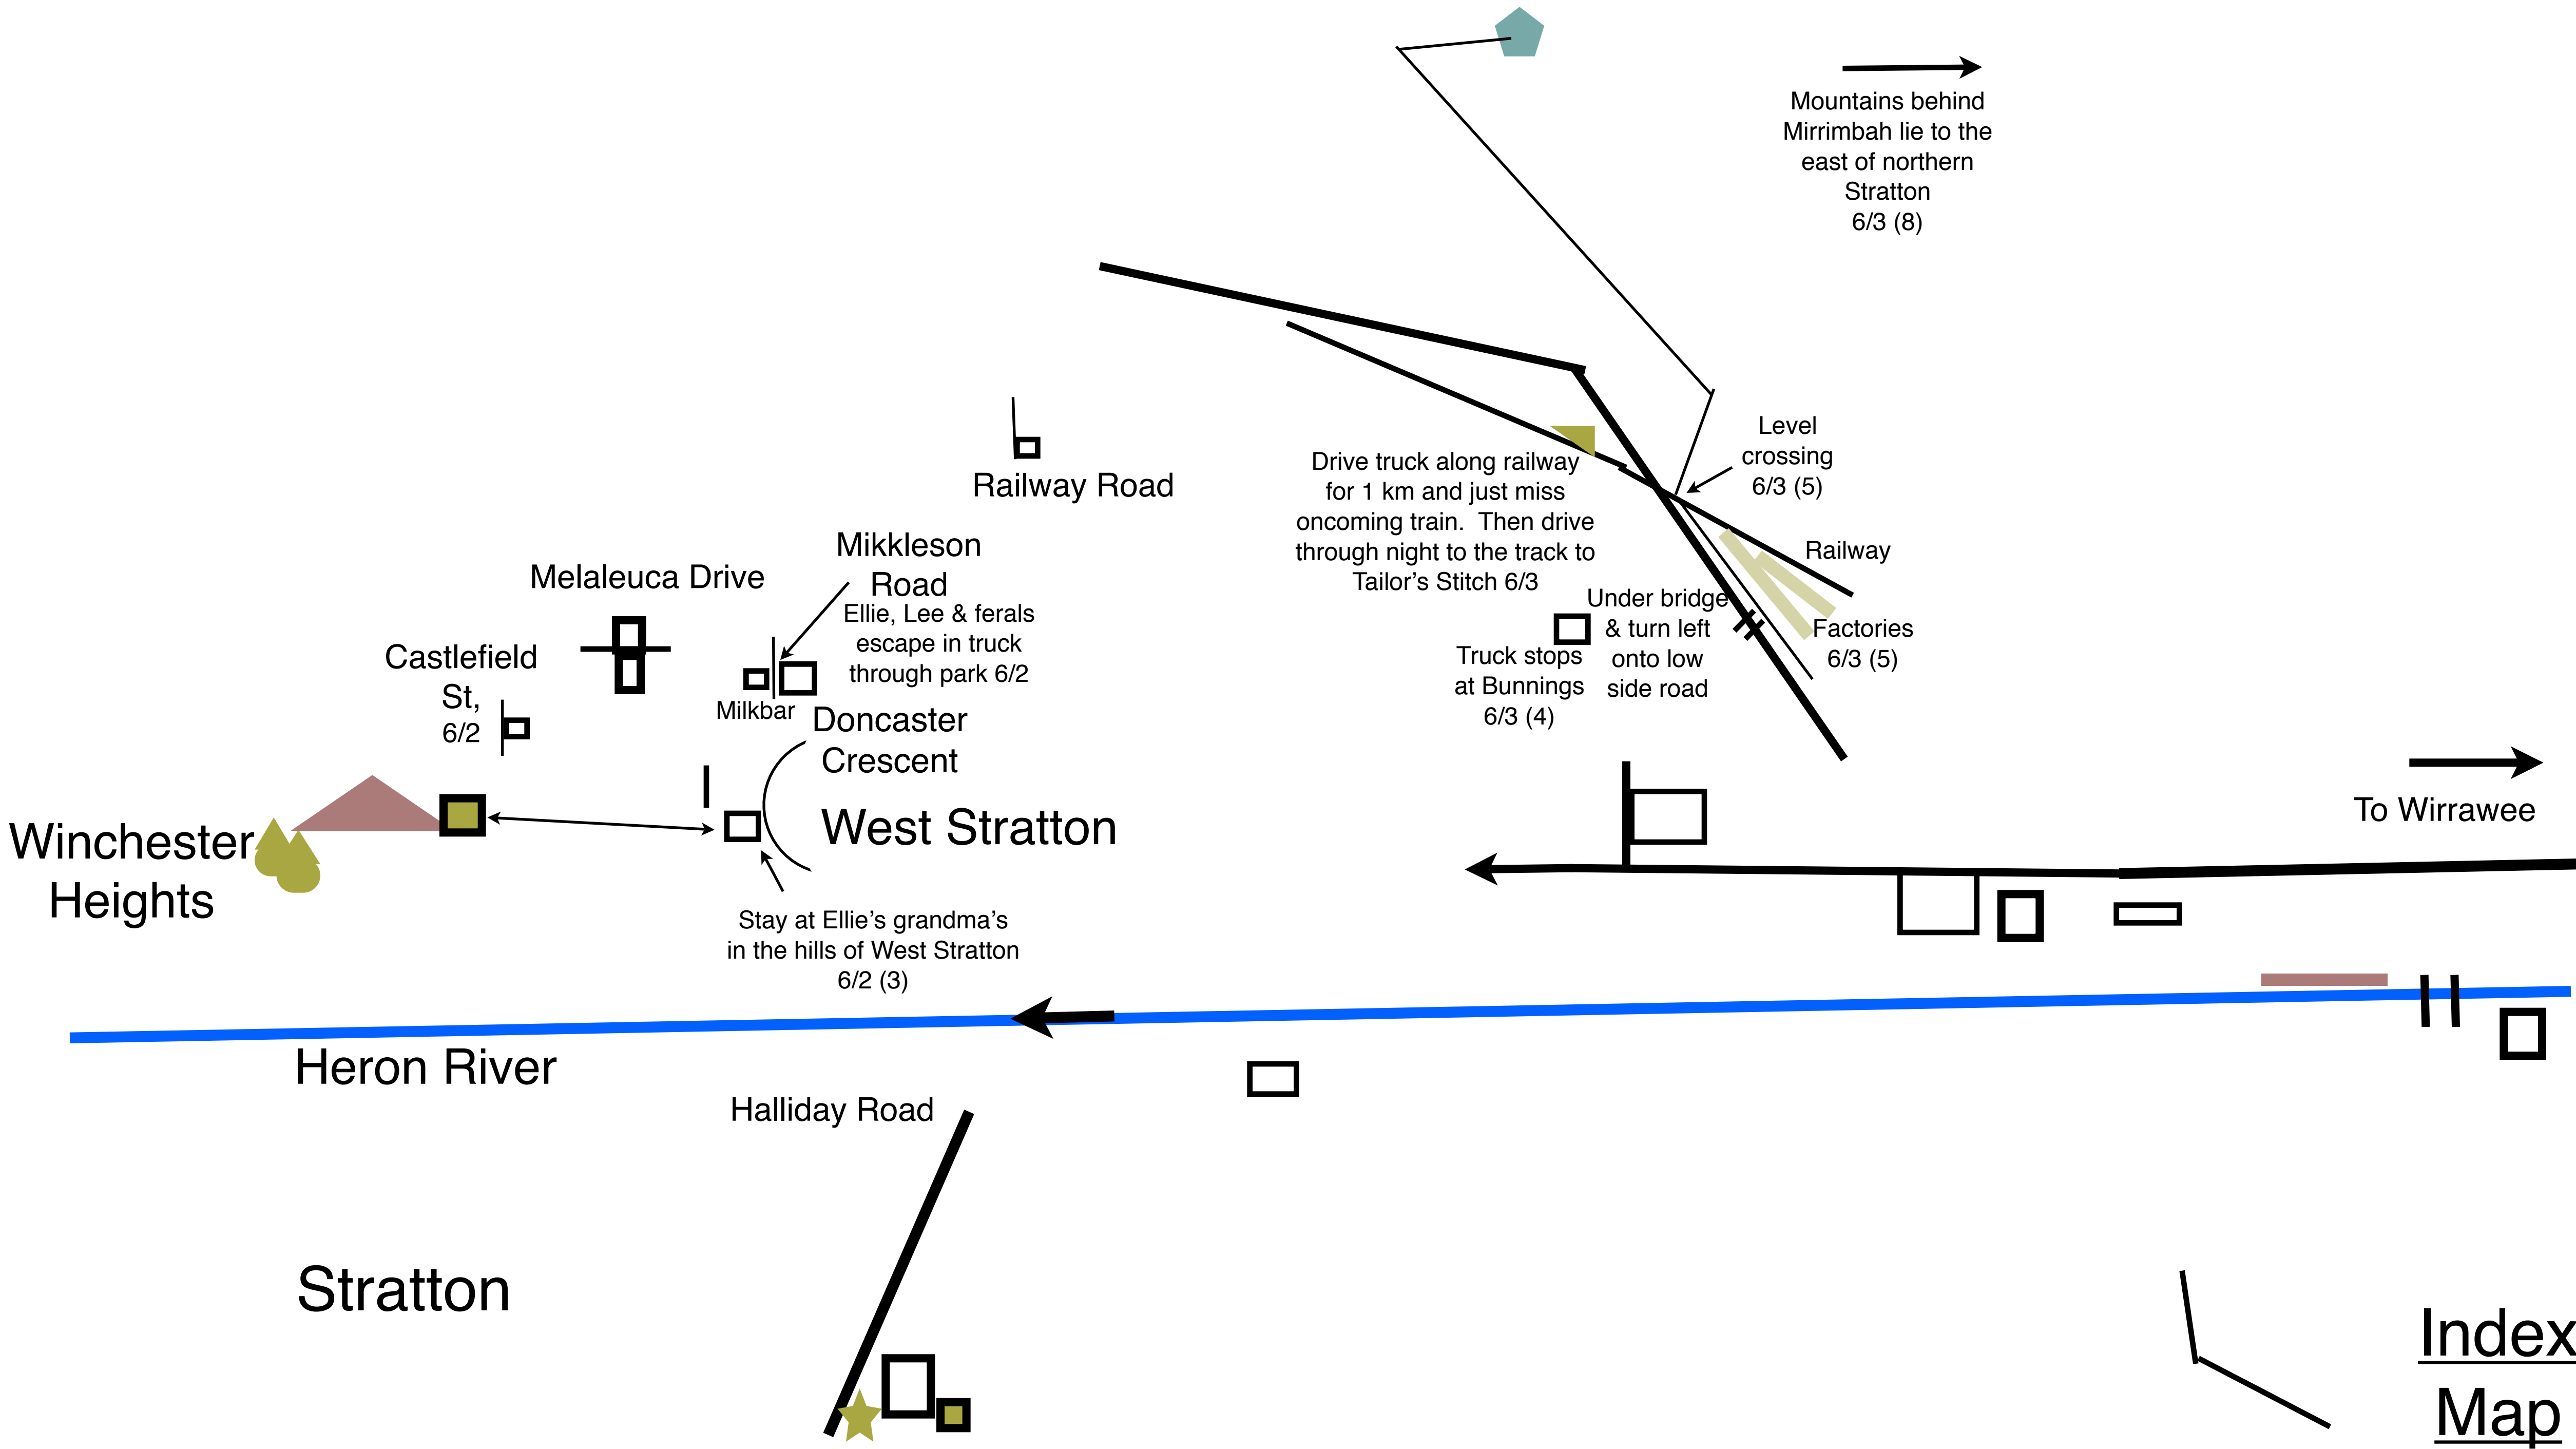 Mountains behind
Mirrimbah lie to the
east of northern
Stratton
6/3 (8)
Level
crossing
6/3 (5)
Railway Road
Drive truck along railway
for 1 km and just miss
oncoming train.  Then drive
through night to the track to
Tailor’s Stitch 6/3
Railway
Mikkleson
Road
Melaleuca Drive
Ellie, Lee & ferals
escape in truck
through park 6/2
Under bridge
& turn left
onto low
side road
Factories
6/3 (5)
Castlefield
St,
6/2
Truck stops
at Bunnings
6/3 (4)
Milkbar
Doncaster
Crescent
To Wirrawee
West Stratton
Winchester
Heights
Stay at Ellie’s grandma’s
in the hills of West Stratton
6/2 (3)
Heron River
Halliday Road
Stratton
Index
Map